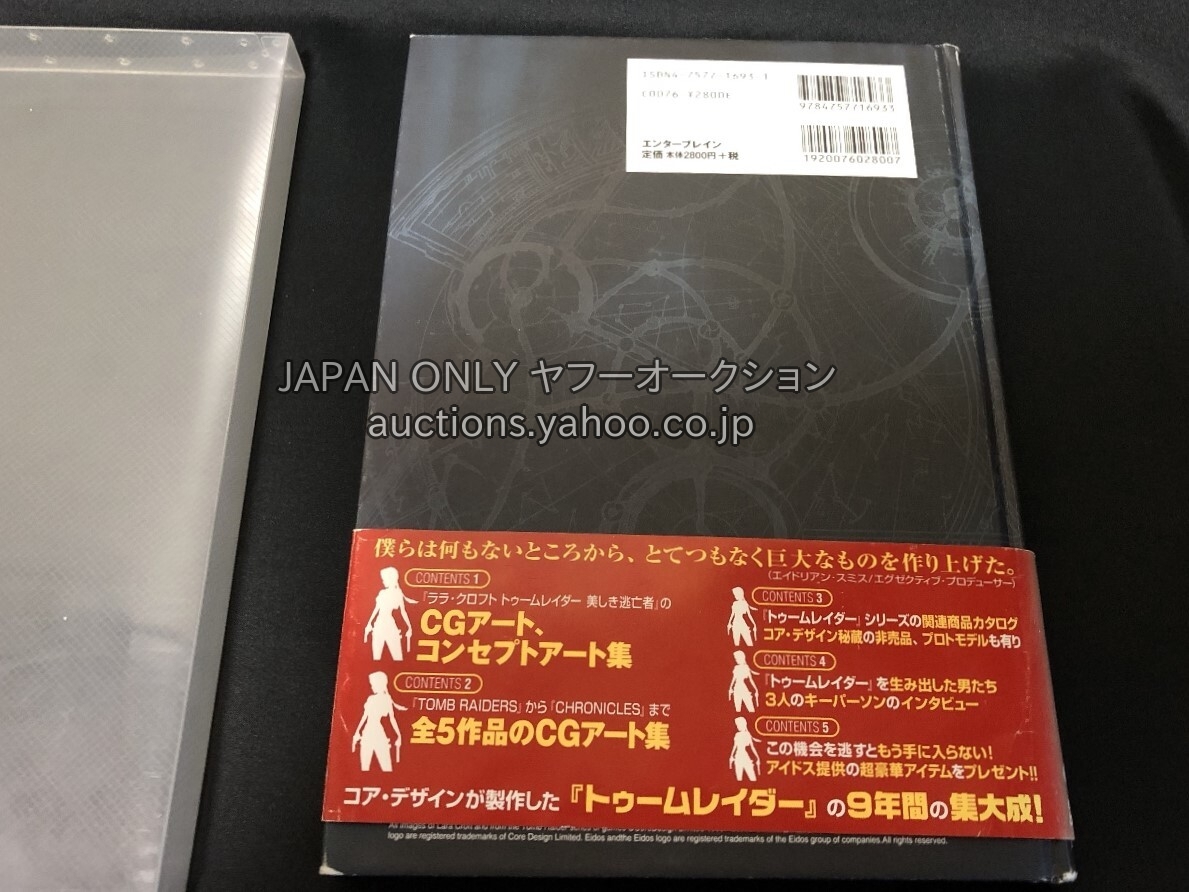 ISBN4-7577-1693-1
C0076 ¥2800E
9784757716933
エンターブレイン
定価 本体2800円+税
1920076028007
JAPAN ONLY ヤフーオークション
auctions.yahoo.co.jp
僕らは何もないところから、とてつもなく巨大なものを作り上げた。
(エイドリアン・スミス/エグゼクティブ・プロデューサー)
CONTENTS 1
『ララ・クロフト トゥームレイダー 美しき逃亡者』の
CGアート、
コンセプトアート集
CONTENTS 2
『TOMB RAIDERS』から『CHRONICLES』まで
全5作品のCGアート集
CONTENTS 3
『トゥームレイダー』シリーズの関連商品カタログ
コア・デザイン秘蔵の非売品、プロトモデルも有り
CONTENTS 4
『トゥームレイダー』を生み出した男たち
3人のキーパーソンのインタビュー
CONTENTS 5
この機会を逃すともう手に入らない!
アイドス提供の超豪華アイテムをプレゼント!!
コア・デザインが製作した『トゥームレイダー』の9年間の集大成!
logo are registered trademarks of Core Design Limited. Eidos andthe Eidos logo are registered trademarks of the Eidos group of companies.All rights reserved.